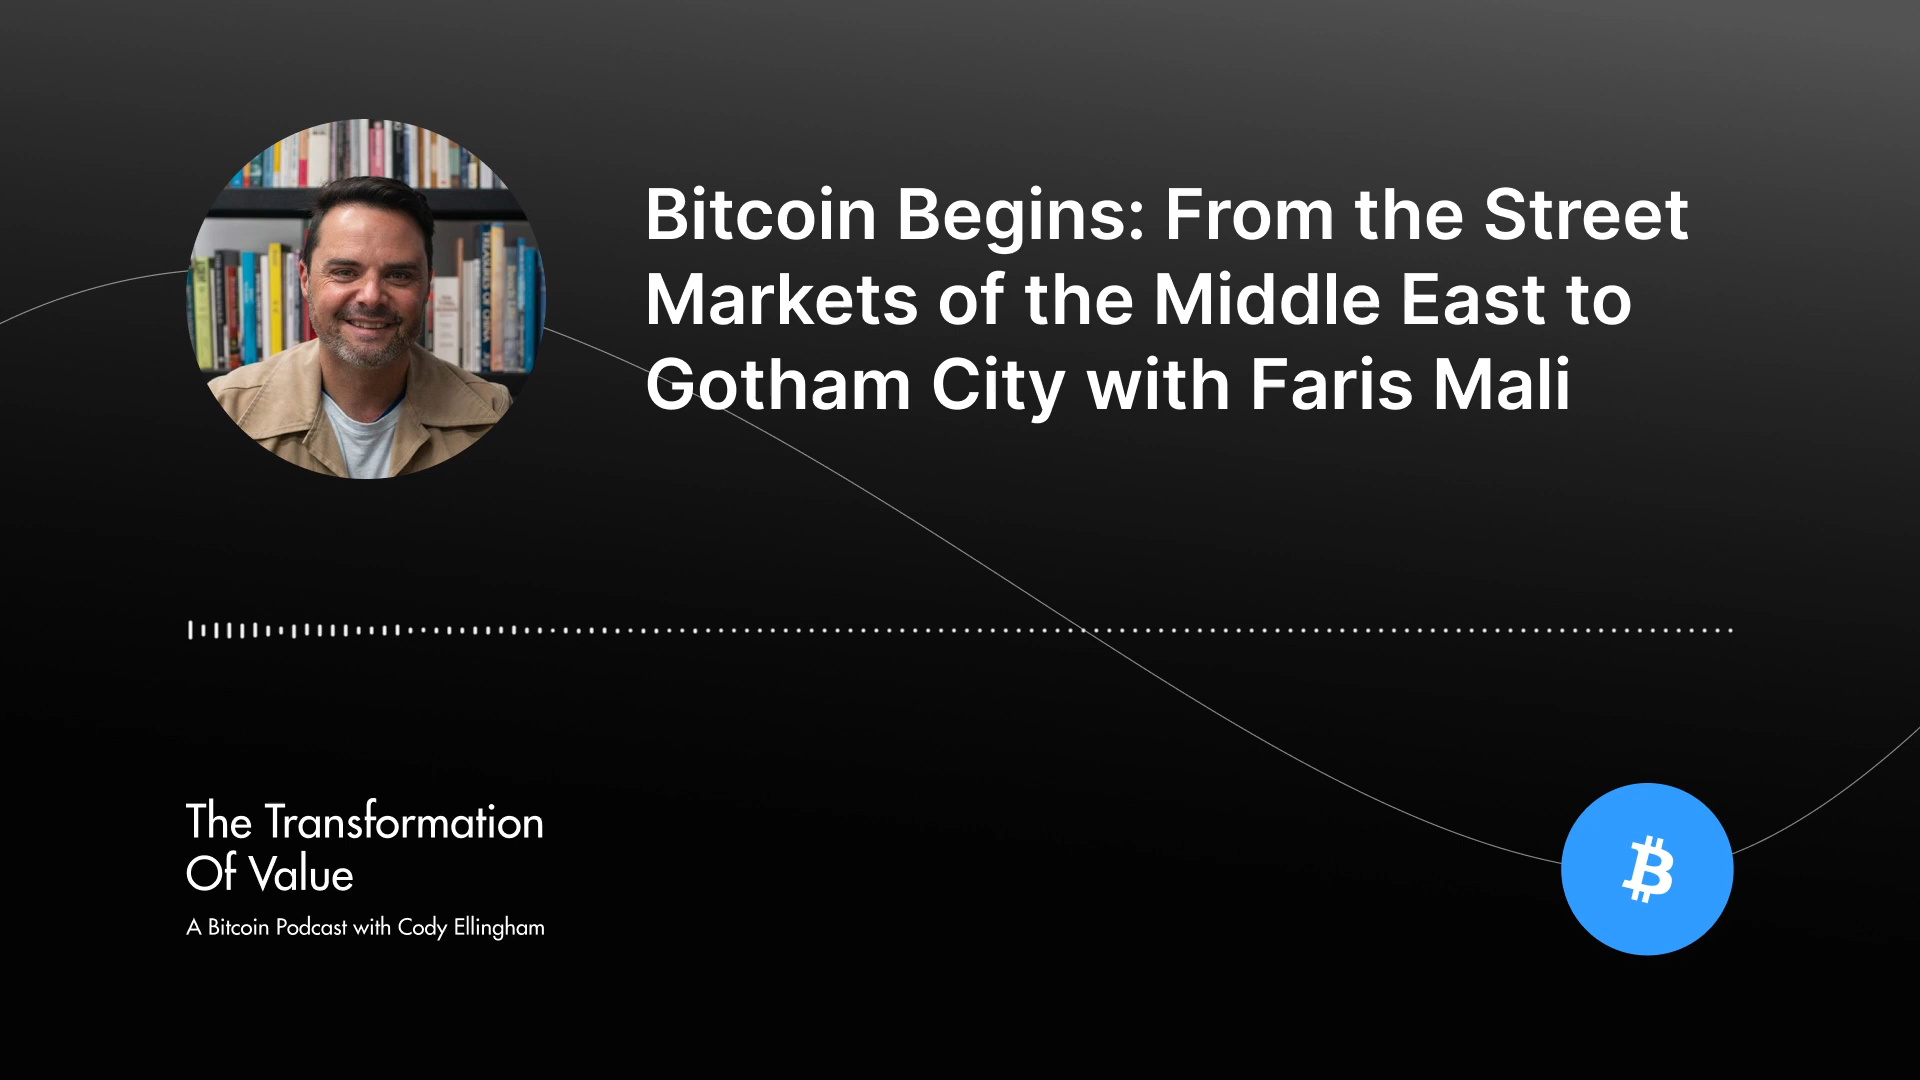 Bitcoin Begins: From the Street
Markets of the Middle East to
Gotham City with Faris Mali
The Transformation
Of Value
A Bitcoin Podcast with Cody Ellingham